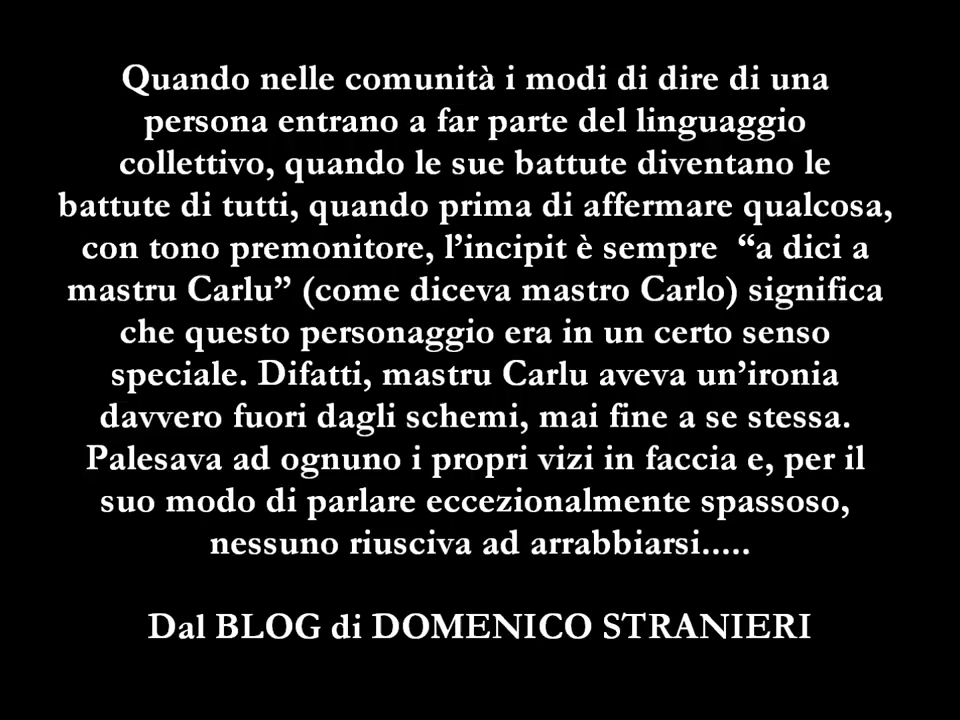 Quando nelle comunità i modi di dire di una
persona entrano a far parte del linguaggio
collettivo, quando le sue battute diventano le
battute di tutti, quando prima di affermare qualcosa,
con tono premonitore, l’incipit è sempre “a dici a
mastru Carlu” (come diceva mastro Carlo) significa
che questo personaggio era in un certo senso
speciale. Difatti, mastru Carlu aveva un’ironia
davvero fuori dagli schemi, mai fine a se stessa.
Palesava ad ognuno i propri vizi in faccia e, per il
suo modo di parlare eccezionalmente spassoso,
nessuno riusciva ad arrabbiarsi.....
Dal BLOG di DOMENICO STRANIERI